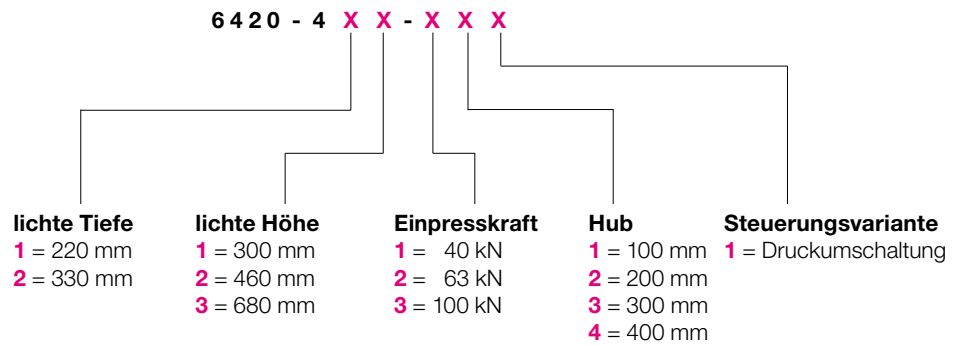 6420 - 4 X X - X X X
lichte Tiefe
1 = 220 mm
2 = 330 mm
lichte Höhe
1 = 300 mm
2 = 460 mm
3 = 680 mm
Einpresskraft
1 = 40 kN
2 = 63 kN
3 = 100 kN
Hub
1 = 100 mm
2 = 200 mm
3 = 300 mm
4 = 400 mm
Steuerungsvariante
1 = Druckumschaltung